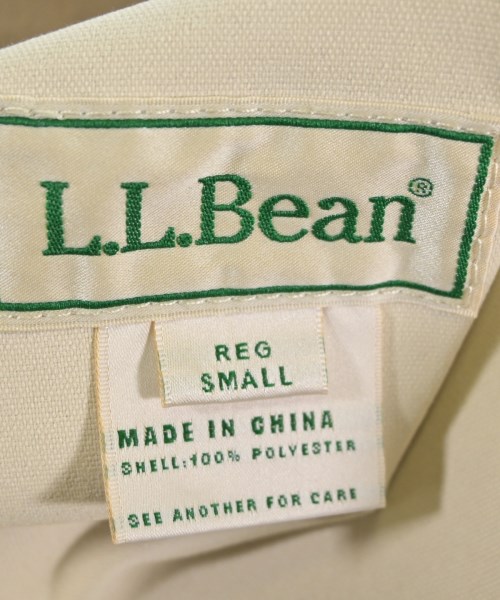 L.L.Bean®
REG
SMALL
MADE IN CHINA
SHELL:100% POLYESTER
SEE ANOTHER FOR CARE